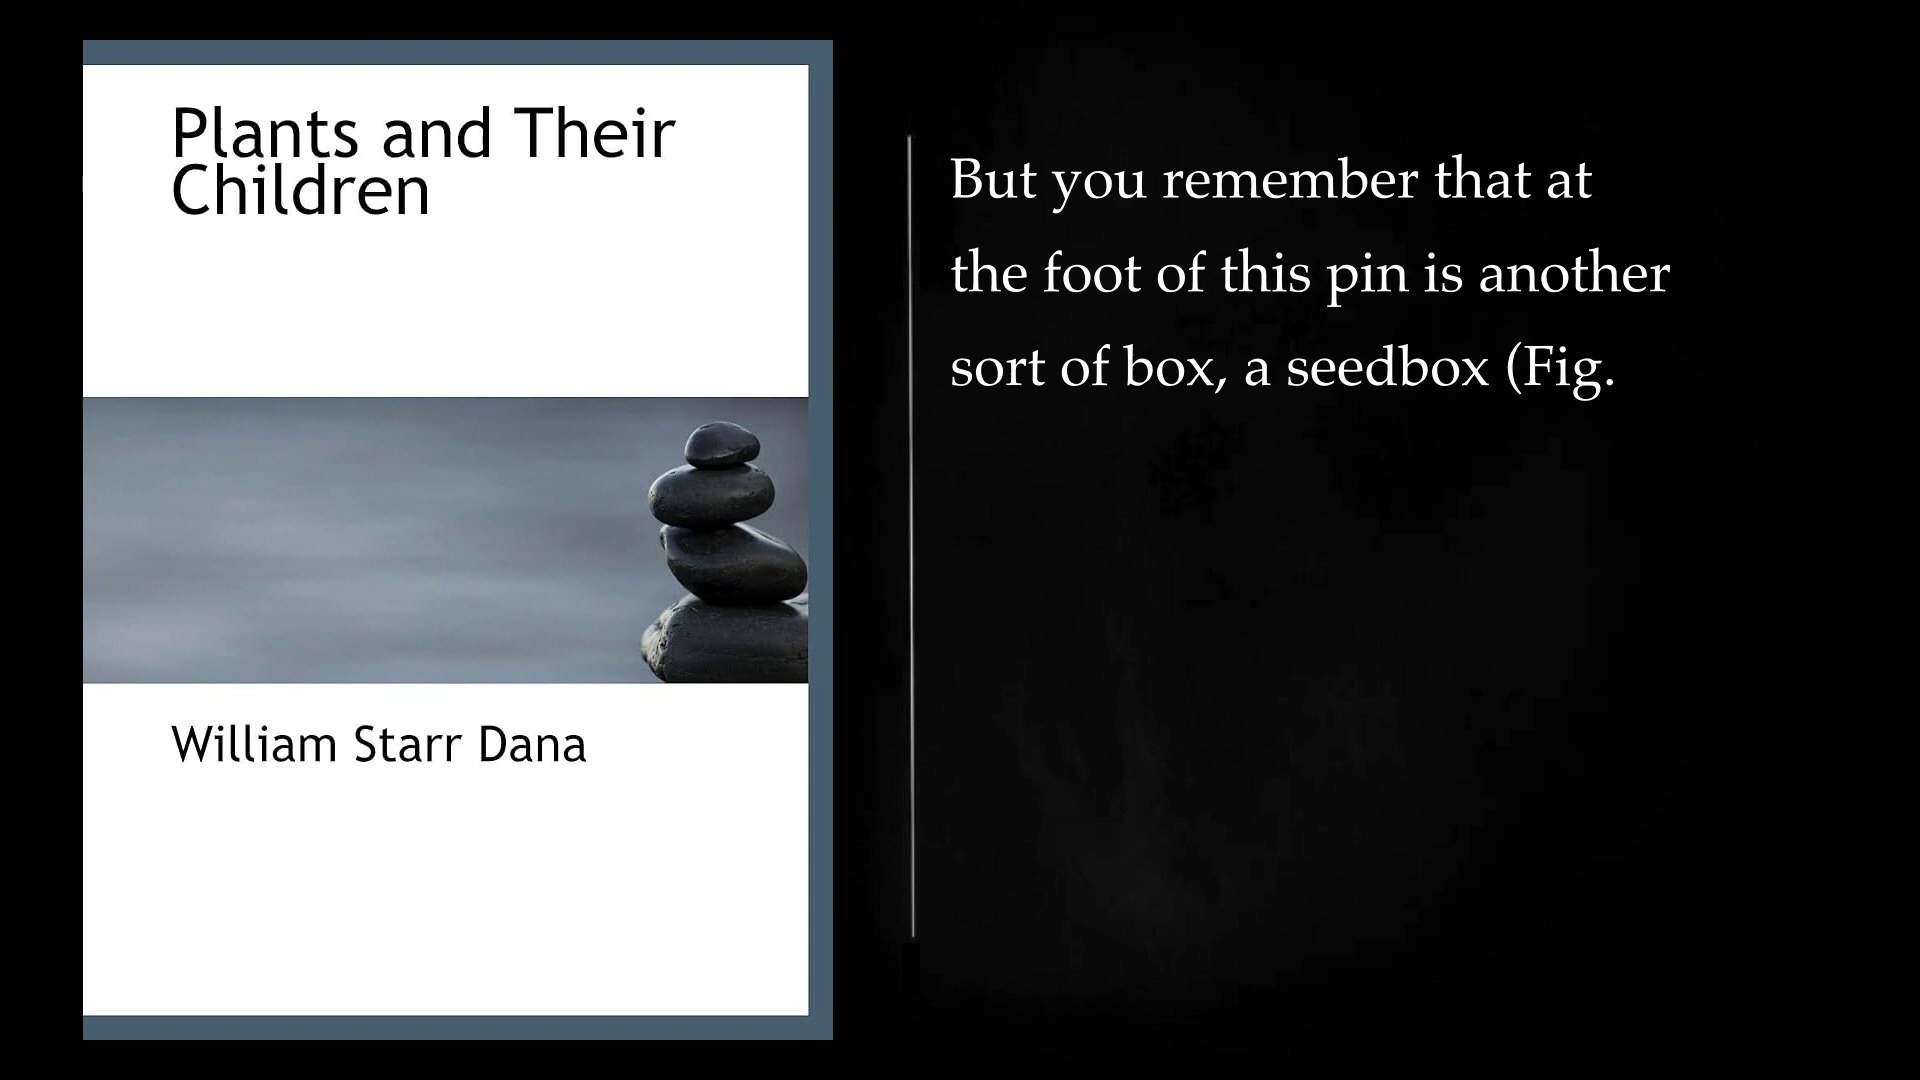 Plants and Their
Children
William Starr Dana
But you remember that at
the foot of this pin is another
sort of box, a seedbox (Fig.